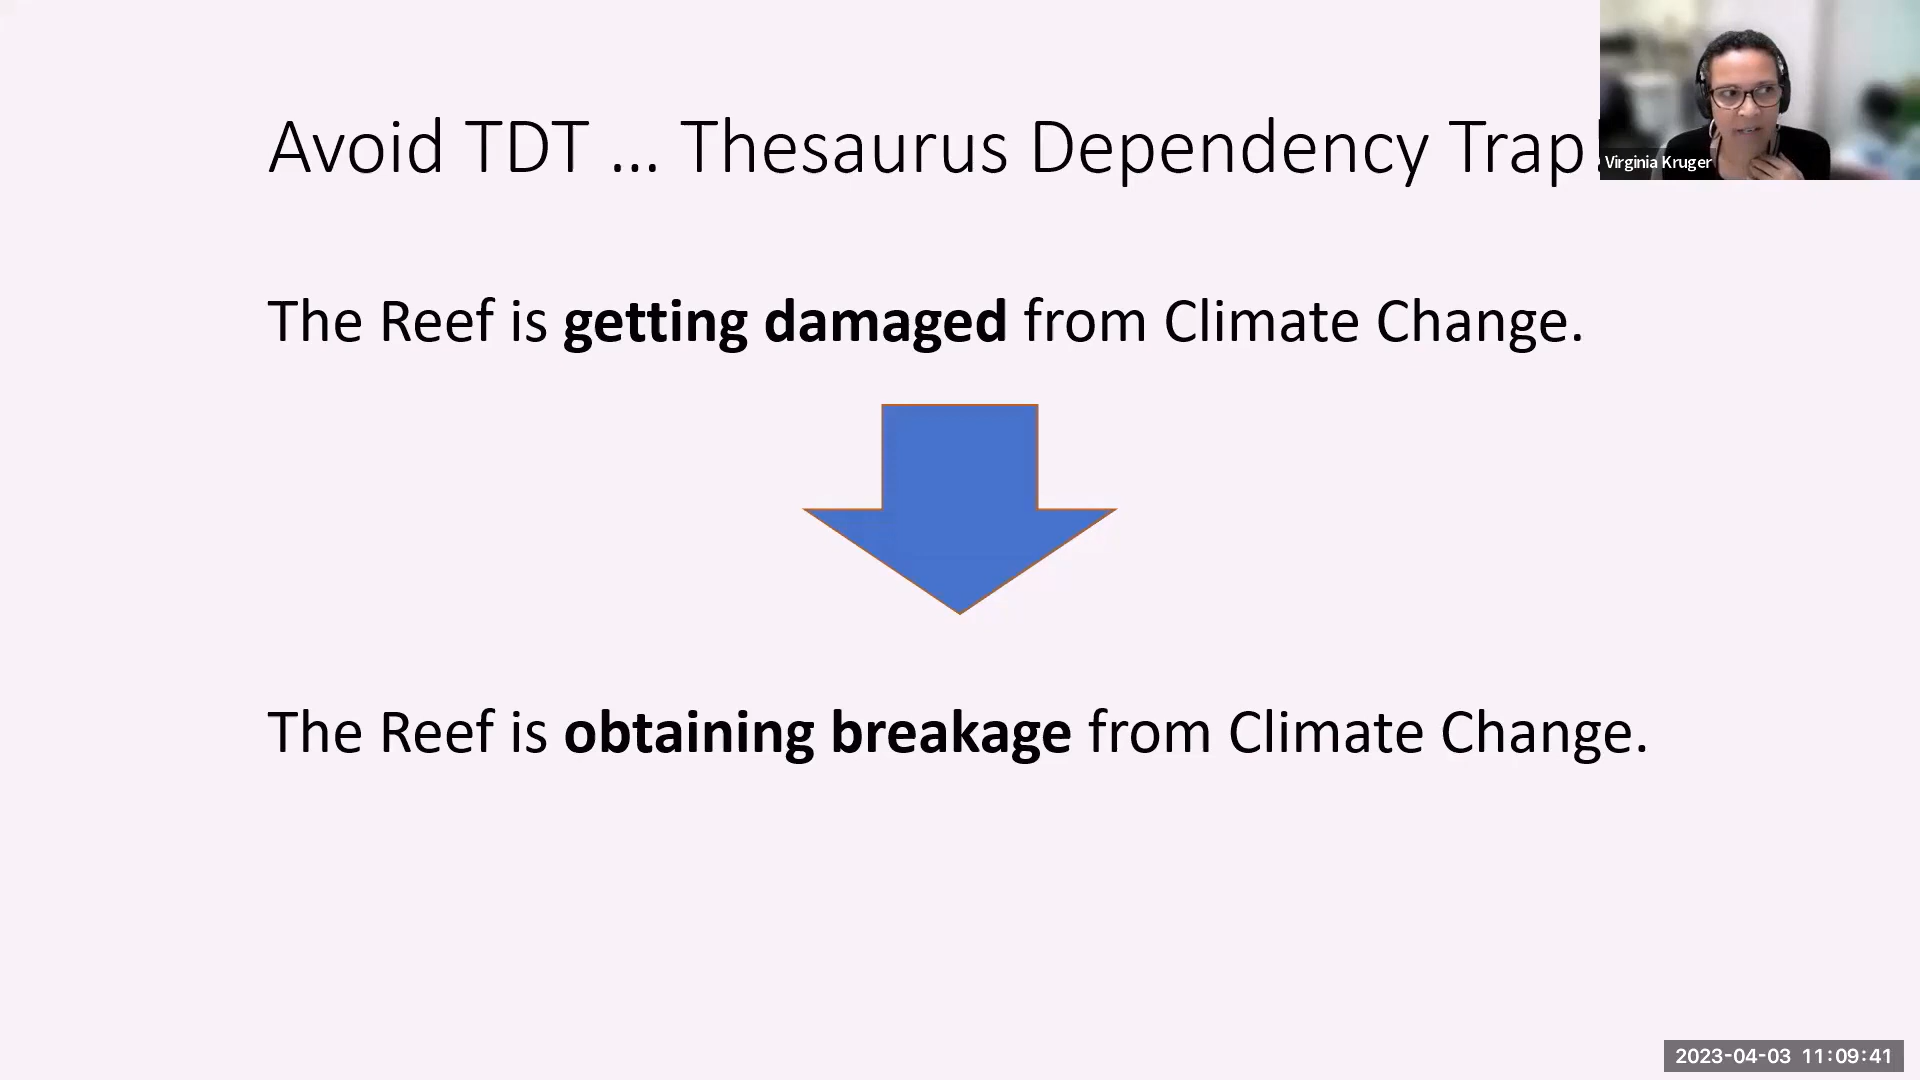 Avoid TDT ... Thesaurus Dependency Trap
Virginia Kruger
The Reef is getting damaged from Climate Change.
The Reef is obtaining breakage from Climate Change.
2023-04-03 11:09:41